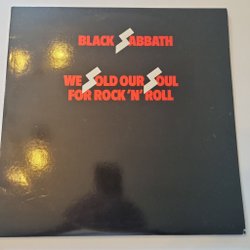 BLACK SABBATH
WE SOLD OUR SOUL
FOR ROCK 'N' ROLL